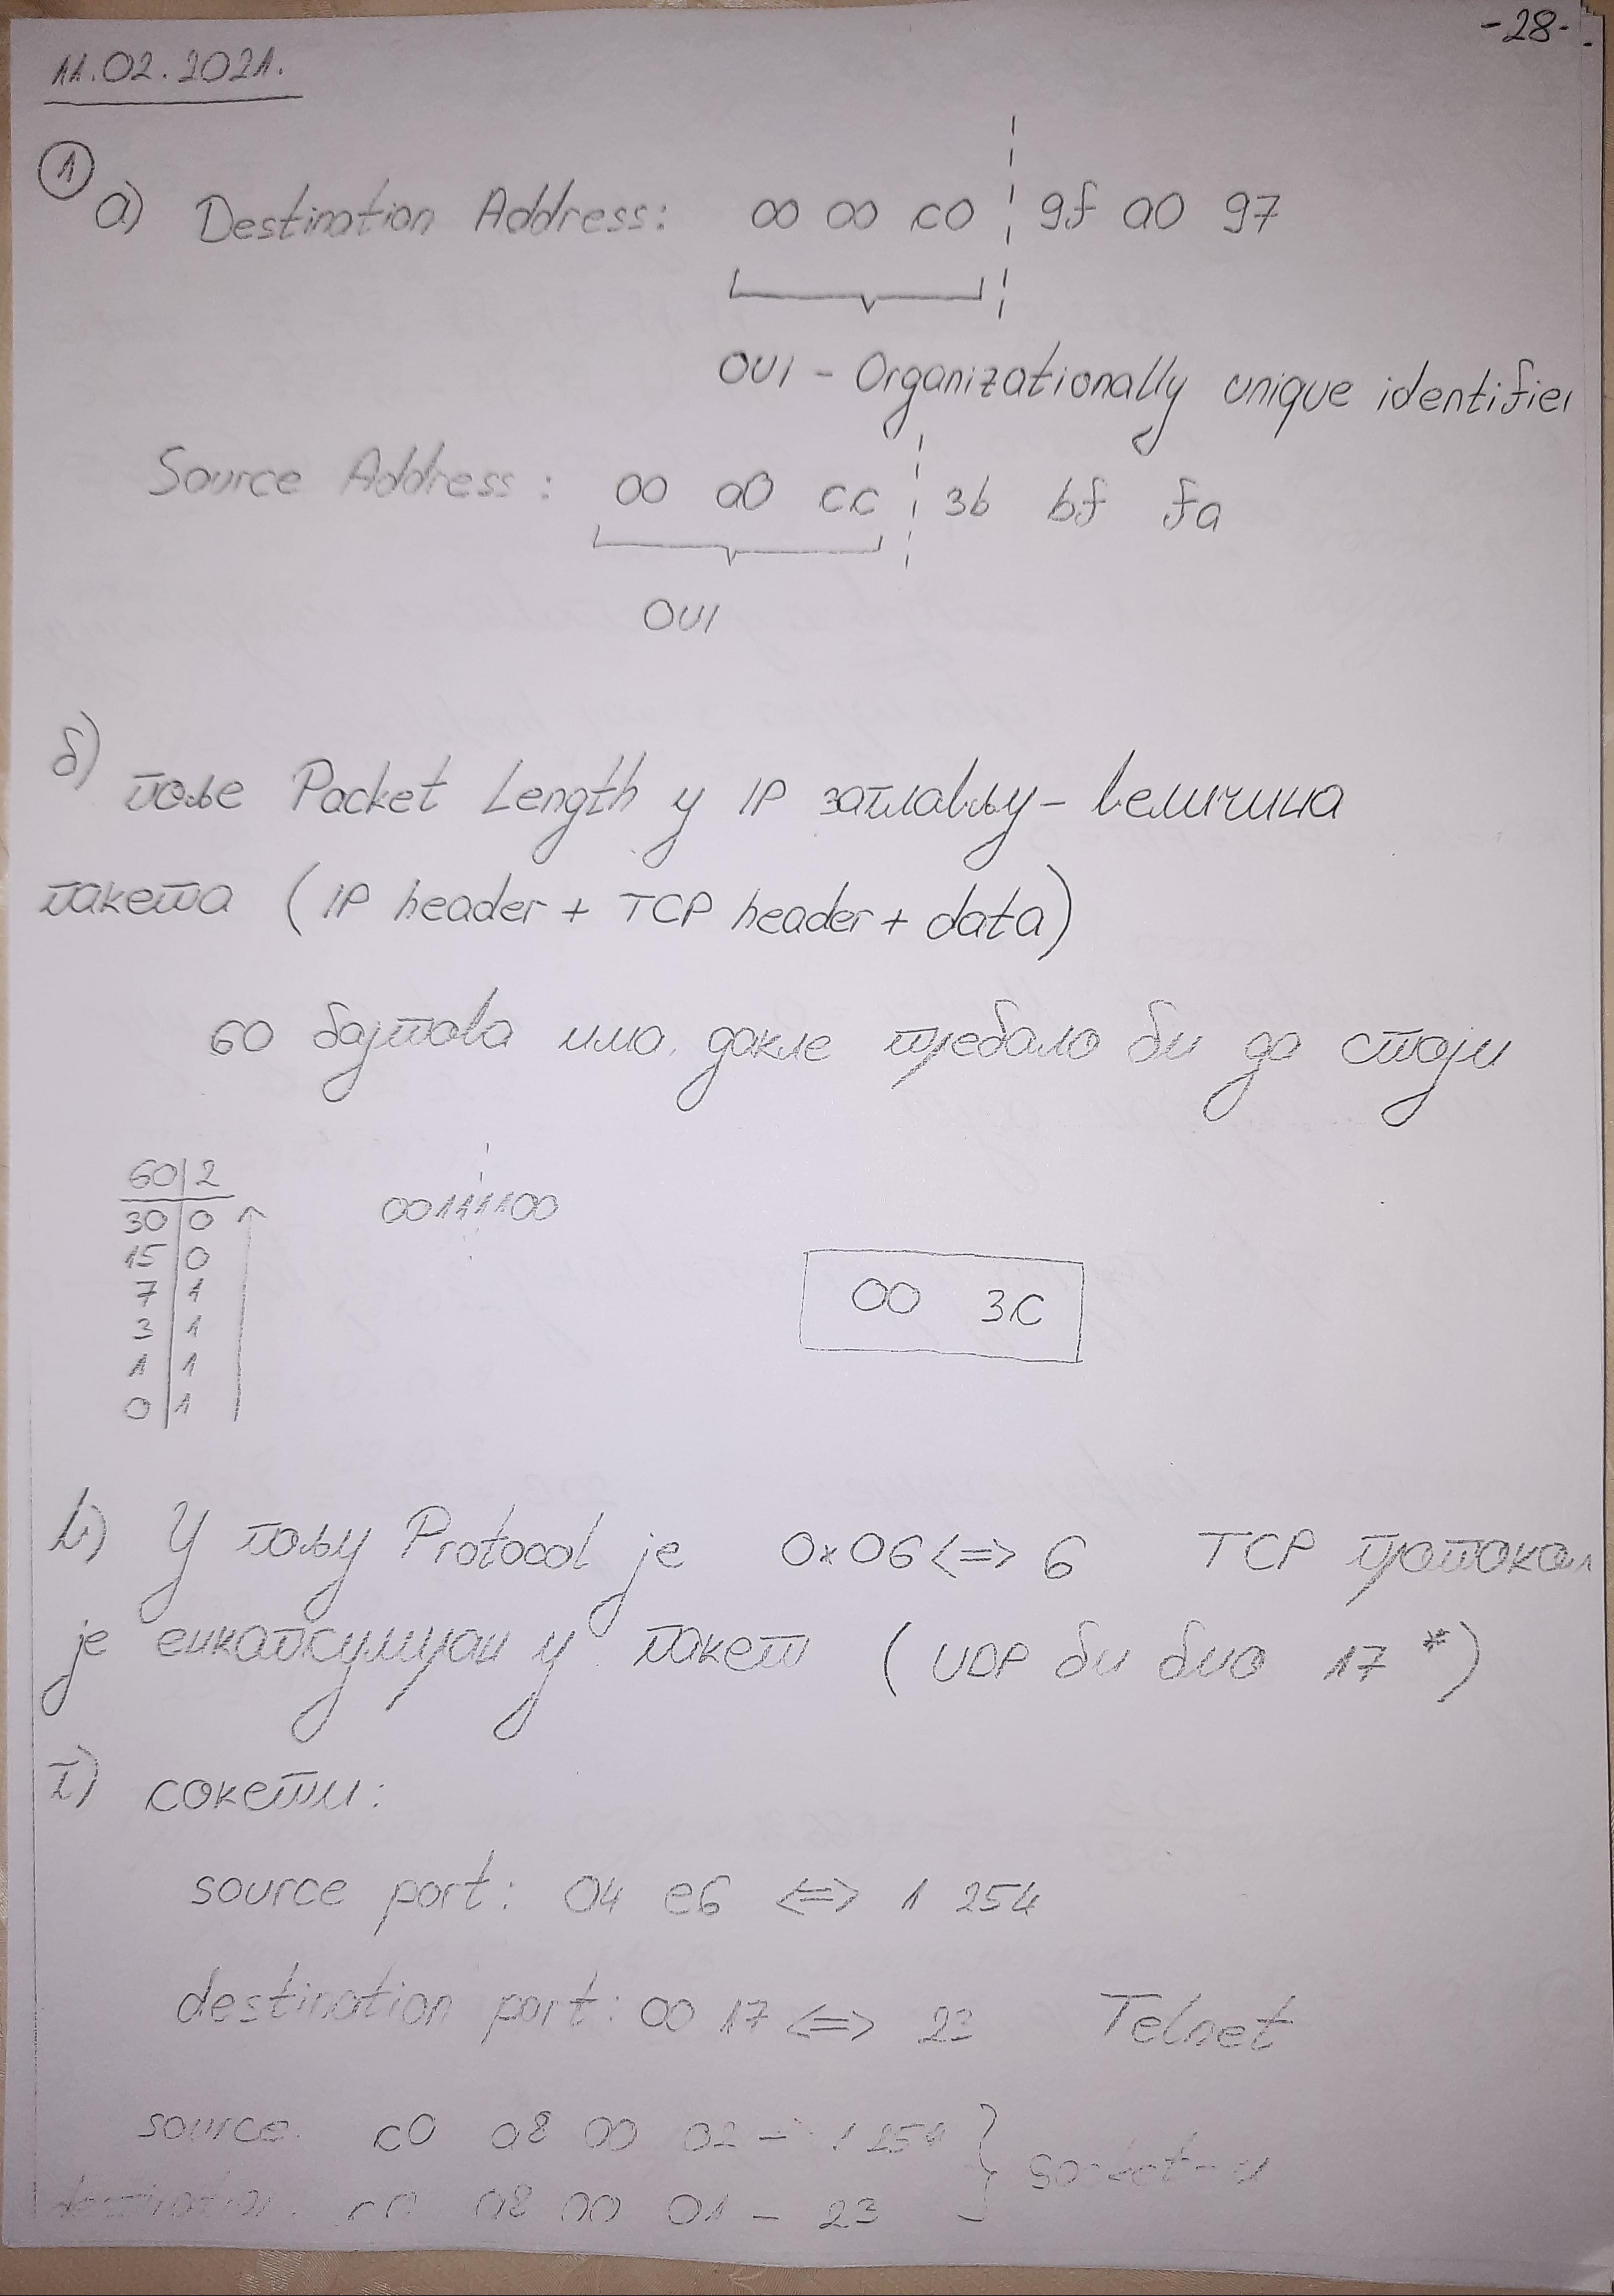 -28-
11.02.2021.
1
а) Destination Address: 00 00 c0 9f a0 97
OUI - Organizationally unique identifier
Source Address: 00 a0 cc 3b bf fa
OUI
б)
поље Packet Length у IP заглављу - величина
пакета (IP header + TCP header + data)
60 бајтова има, дакле требало би да стоји
60 | 2
30 | 0
15 | 0
7 | 1
3 | 1
1 | 1
0 | 1
00111100
00 3C
в) У пољу Protocol је 0x06 <=> 6 TCP протокол
је енкапсулиран у пакет (UDP би био 17*)
г) сокети:
source port: 04 e6 <=> 1 254
destination port: 00 17 <=> 23 Telnet
source: c0 a8 00 02 - 1 254
destination: c0 a8 00 01 - 23
socket-и